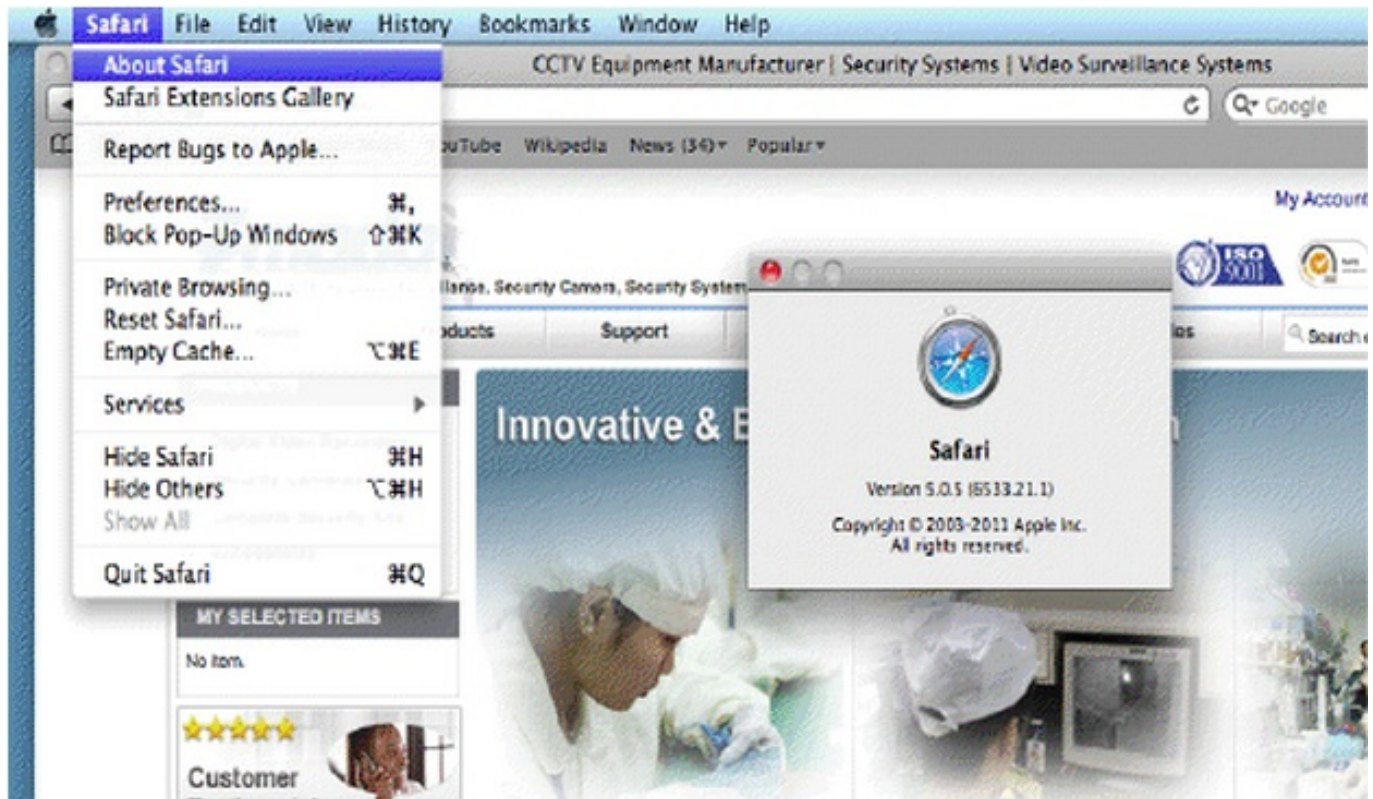 Safari File Edit View History Bookmarks Window Help
About Safari
Safari Extensions Gallery
Report Bugs to Apple...
Preferences... ⌘,
Block Pop-Up Windows ⇧⌘K
Private Browsing...
Reset Safari...
Empty Cache... ⌥⌘E
Services
Hide Safari ⌘H
Hide Others ⌥⌘H
Show All
Quit Safari ⌘Q
CCTV Equipment Manufacturer | Security Systems | Video Surveillance Systems
Google
Wikipedia News (34) Popular
My Account
ISO 9001
Security Camera, Security System
Support
Search
Innovative &
Safari
Version 5.0.5 (6533.21.1)
Copyright © 2003-2011 Apple Inc.
All rights reserved.
MY SELECTED ITEMS
No item.
Customer